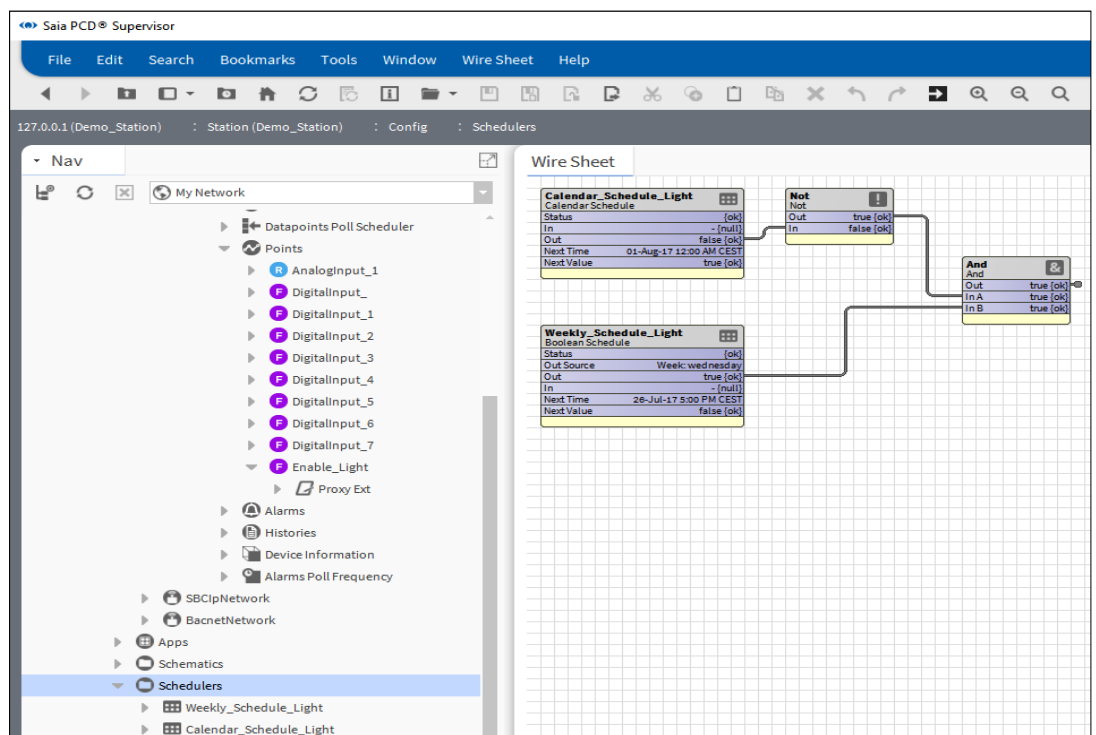 Saia PCD® Supervisor
File Edit Search Bookmarks Tools Window Wire Sheet Help
127.0.0.1 (Demo_Station) : Station (Demo_Station) : Config : Schedulers
Nav
My Network
Datapoints Poll Scheduler
Points
R AnalogInput_1
F DigitalInput_
F DigitalInput_1
F DigitalInput_2
F DigitalInput_3
F DigitalInput_4
F DigitalInput_5
F DigitalInput_6
F DigitalInput_7
F Enable_Light
Proxy Ext
Alarms
Histories
Device Information
Alarms Poll Frequency
SBCIpNetwork
BacnetNetwork
Apps
Schematics
Schedulers
Weekly_Schedule_Light
Calendar_Schedule_Light
Wire Sheet
Calendar_Schedule_Light
Calendar Schedule
Status {ok}
In - {null}
Out false {ok}
Next Time 01-Aug-17 12:00 AM CEST
Next Value true {ok}
Not
Not
Out true {ok}
In false {ok}
And
And
&
Out true {ok}
In A true {ok}
In B true {ok}
Weekly_Schedule_Light
Boolean Schedule
Status {ok}
Out Source Week: wednesday
Out true {ok}
In - {null}
Next Time 26-Jul-17 5:00 PM CEST
Next Value false {ok}